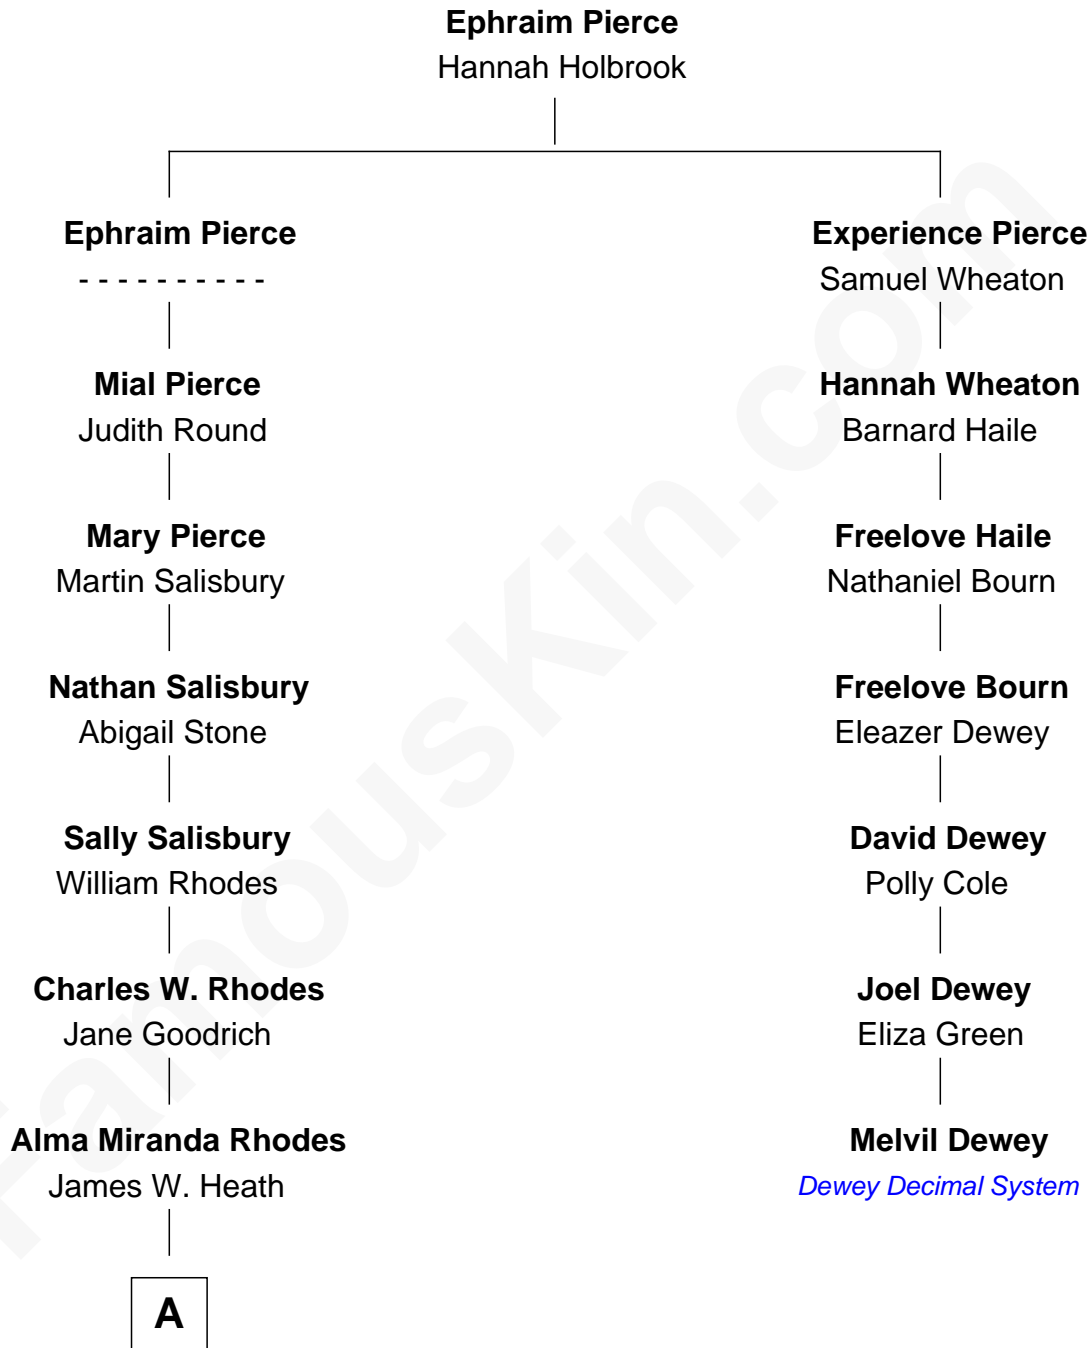 Ephraim Pierce
Hannah Holbrook
Ephraim Pierce
- - - - - - - - - -
Experience Pierce
Samuel Wheaton
Mial Pierce
Judith Round
Hannah Wheaton
Barnard Haile
Mary Pierce
Martin Salisbury
Freelove Haile
Nathaniel Bourn
Nathan Salisbury
Abigail Stone
Freelove Bourn
Eleazer Dewey
Sally Salisbury
William Rhodes
David Dewey
Polly Cole
Charles W. Rhodes
Jane Goodrich
Joel Dewey
Eliza Green
Alma Miranda Rhodes
James W. Heath
Melvil Dewey
Dewey Decimal System
A
FamousKin.com